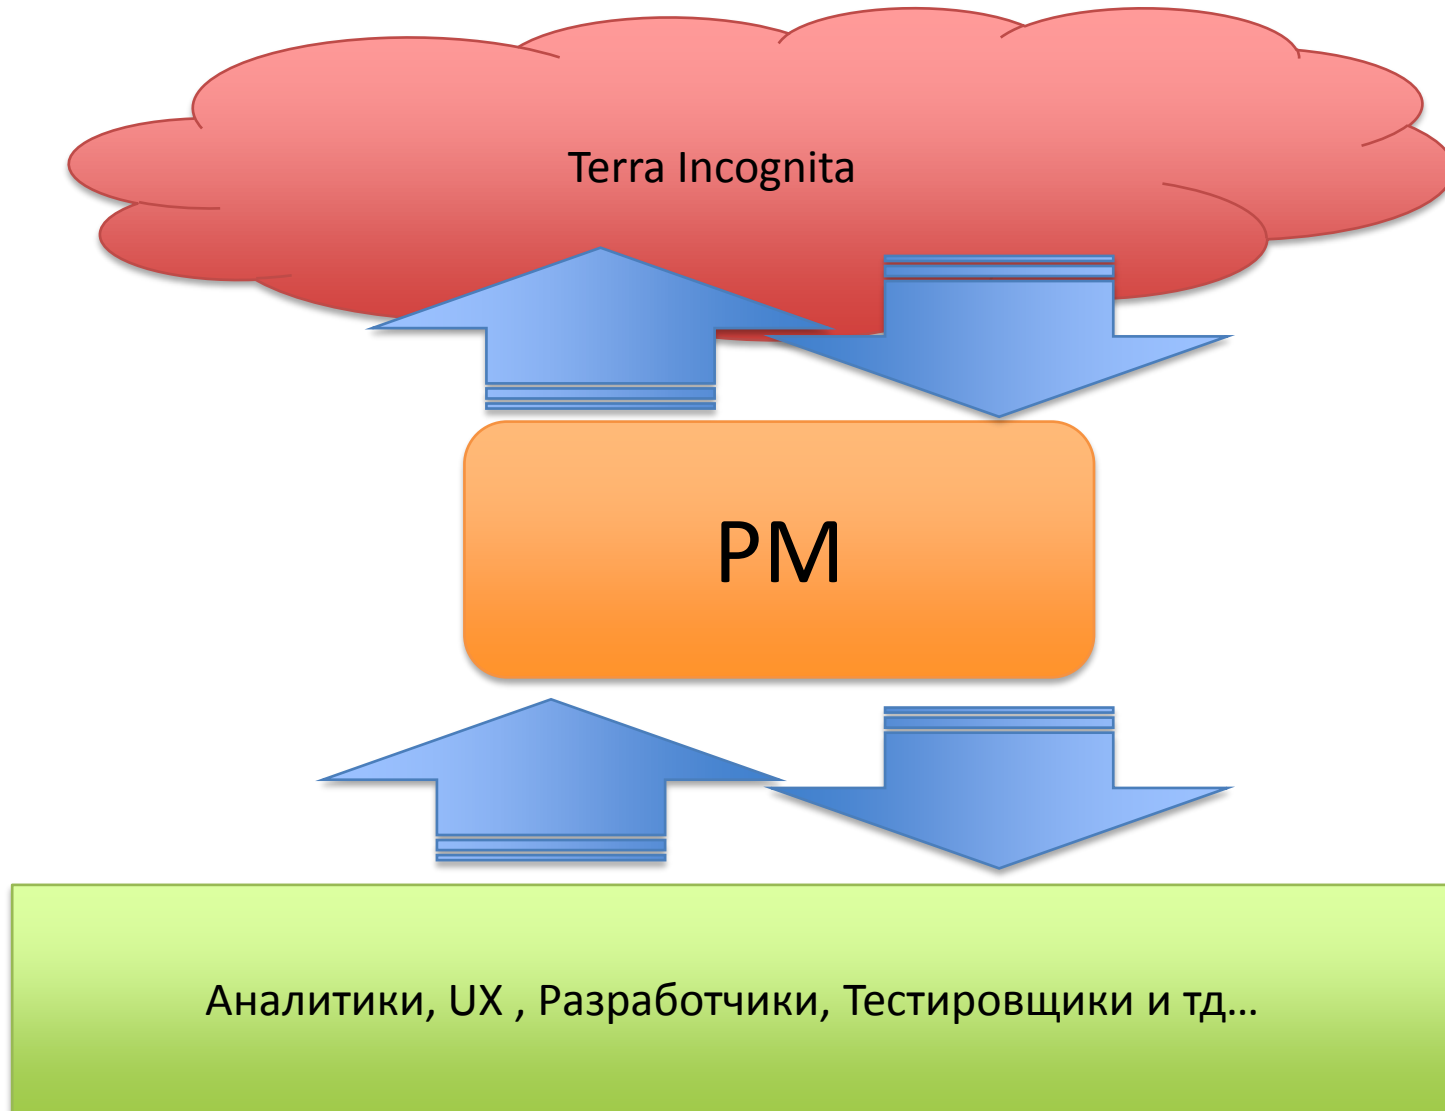 Terra Incognita
PM
Аналитики, UX , Разработчики, Тестировщики и тд...